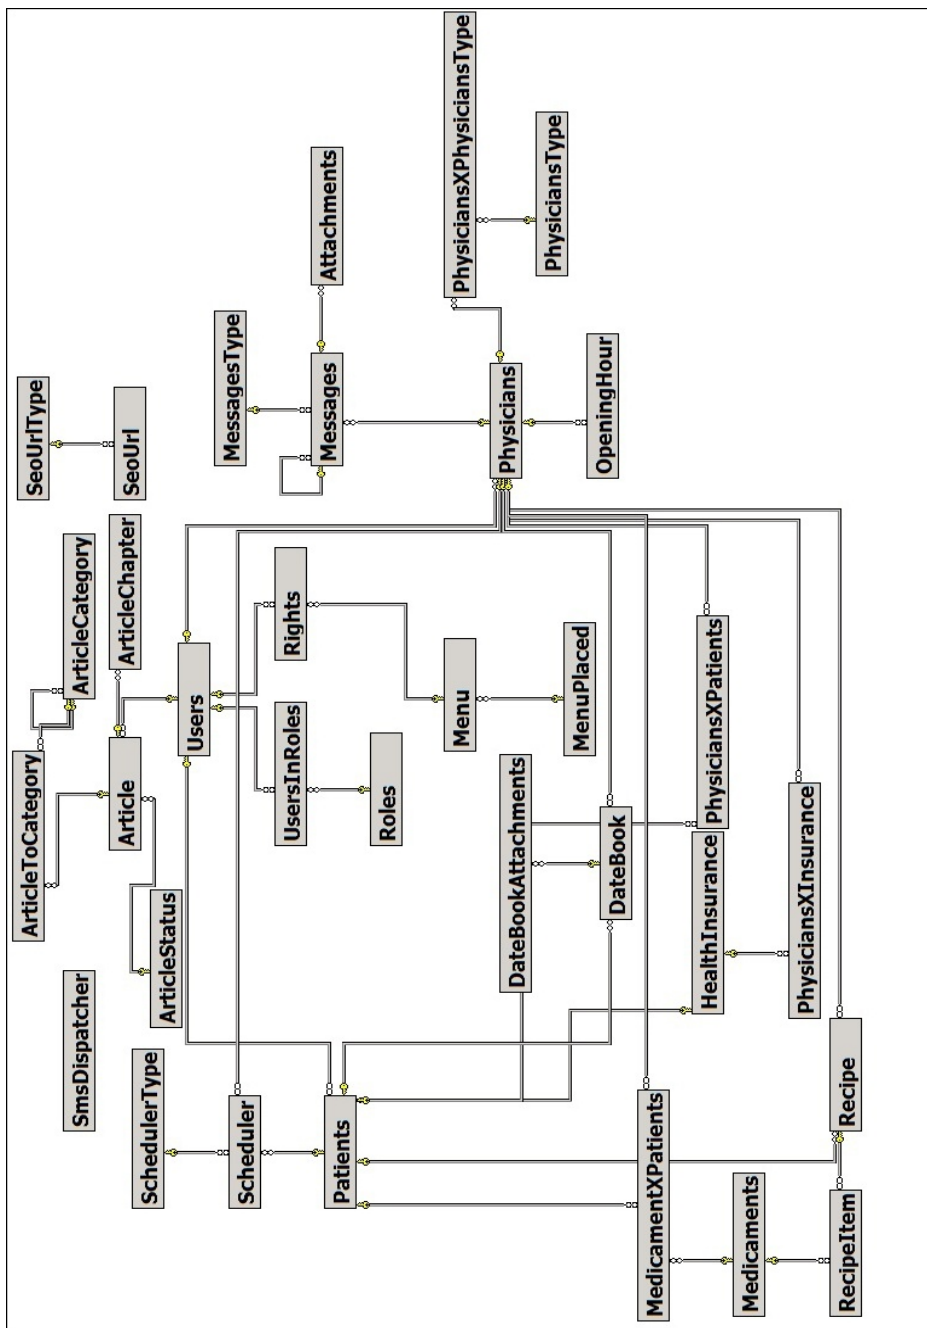 ArticleToCategory
SeoUrlType
SmsDispatcher
ArticleCategory
Article
ArticleChapter
SeoUrl
SchedulerType
ArticleStatus
Users
MessagesType
Scheduler
UsersInRoles
Rights
Patients
Messages
Attachments
Roles
Menu
PhysiciansXPhysiciansType
DateBookAttachments
Physicians
PhysiciansType
MenuPlaced
OpeningHour
DateBook
MedicamentXPatients
HealthInsurance
PhysiciansXPatients
Medicaments
PhysiciansXInsurance
RecipeItem
Recipe